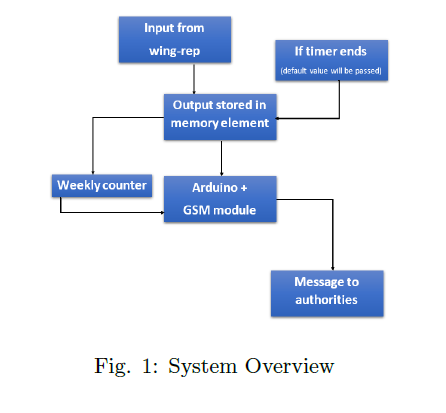 Input from
wing-rep
If timer ends
(default value will be passed)
Output stored in
memory element
Weekly counter
Arduino +
GSM module
Message to
authorities
Fig. 1: System Overview